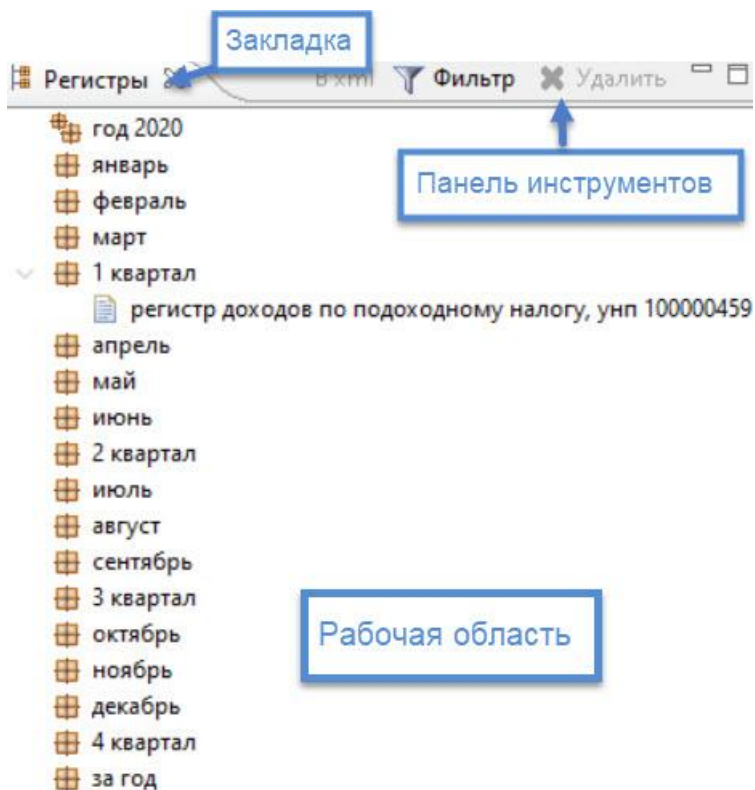 Закладка
Регистры В xml Фильтр Удалить
год 2020
январь
Панель инструментов
февраль
март
1 квартал
регистр доходов по подоходному налогу, унп 100000459
апрель
май
июнь
2 квартал
июль
август
сентябрь
3 квартал
Рабочая область
октябрь
ноябрь
декабрь
4 квартал
за год